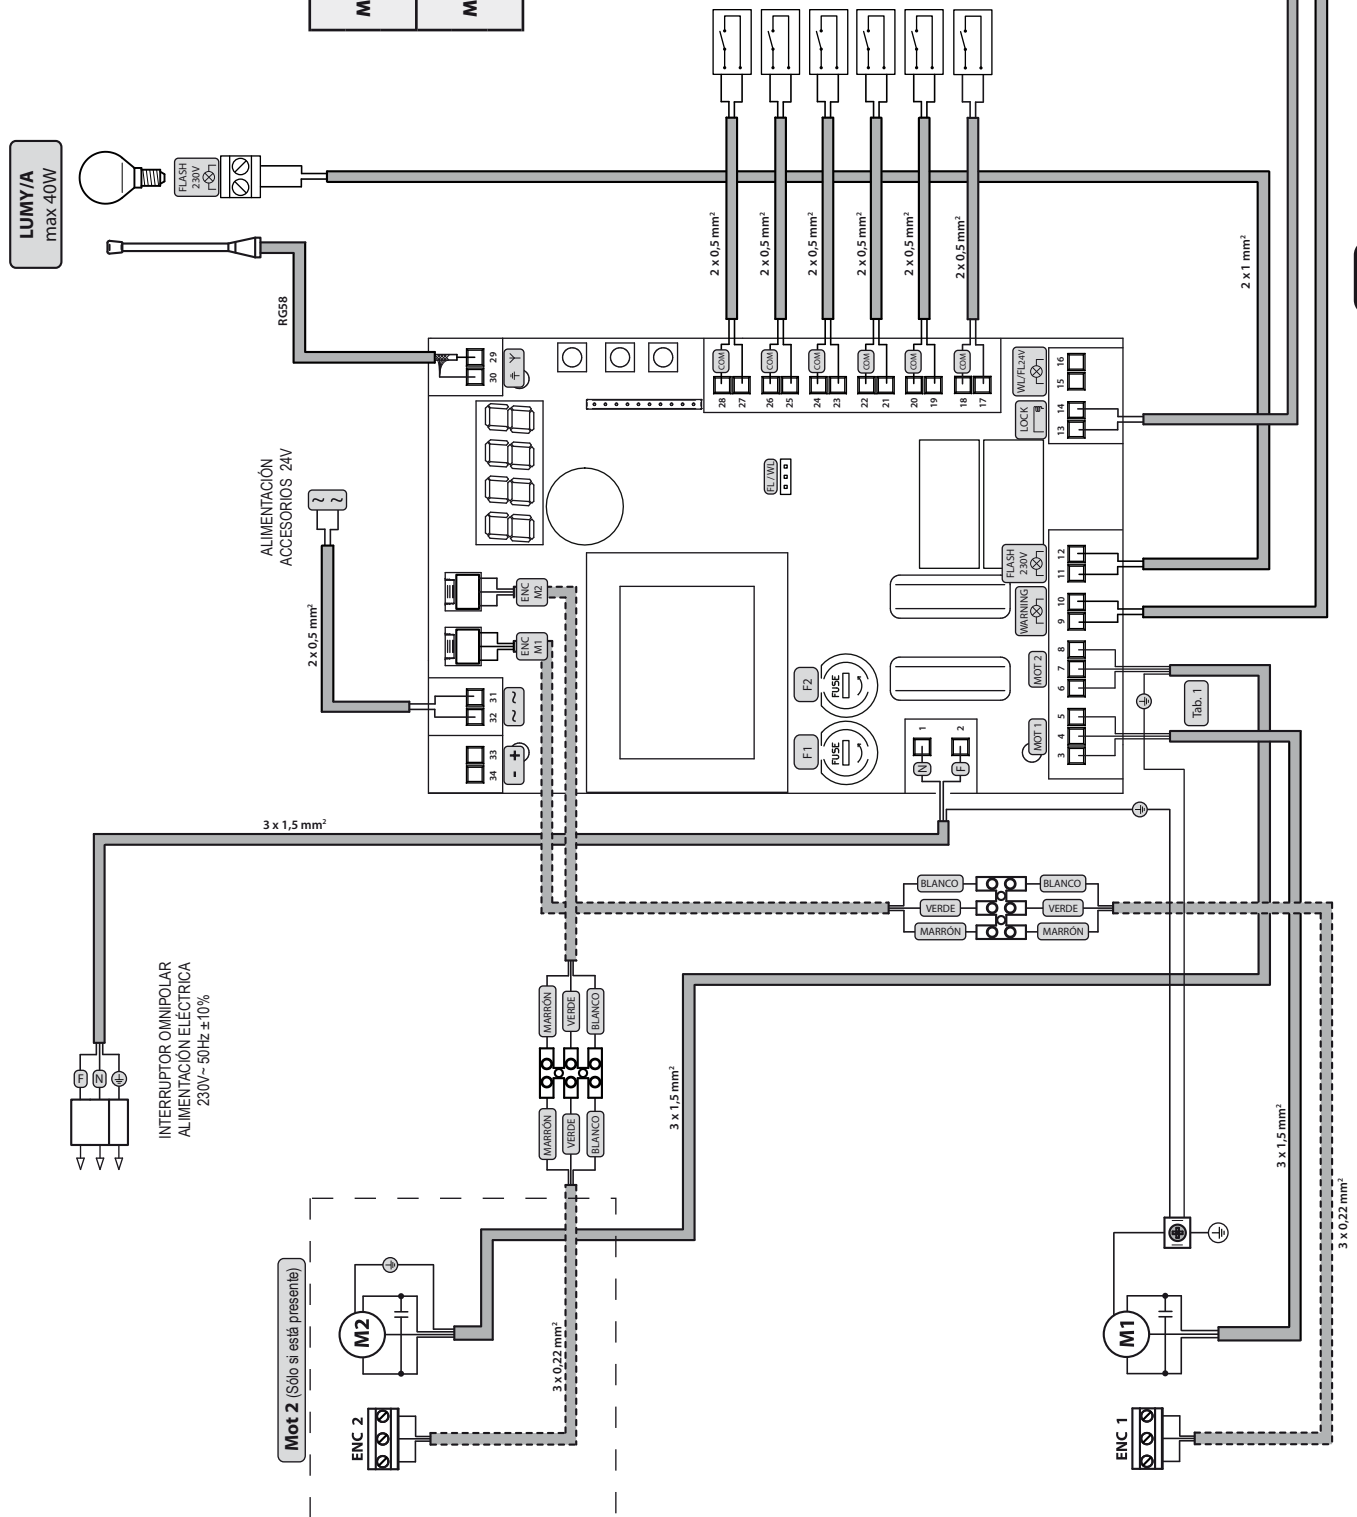 W
W
LUMY/A
max 40W
FLASH
230V
RG58
2 x 0,5 mm²
2 x 0,5 mm²
2 x 0,5 mm²
2 x 0,5 mm²
2 x 0,5 mm²
2 x 0,5 mm²
2 x 1 mm²
ALIMENTACIÓN
ACCESORIOS 24V
~ ~
2 x 0,5 mm²
29
30
COM
COM
COM
COM
COM
COM
28
27
26
25
24
23
22
21
20
19
18
17
WL/FL24V
16
15
LOCK
14
13
FL / WL
ENC
M2
ENC
M1
31
32
~ ~
33
34
- +
F2
FUSE
F1
FUSE
FLASH
230V
12
11
WARNING
10
9
MOT 2
8
7
6
MOT 1
5
4
3
1
2
N
F
Tab. 1
3 x 1,5 mm²
F
N
INTERRUPTOR OMNIPOLAR
ALIMENTACIÓN ELÉCTRICA
230V~ 50Hz ±10%
BLANCO
VERDE
MARRÓN
BLANCO
VERDE
MARRÓN
MARRÓN
VERDE
BLANCO
MARRÓN
VERDE
BLANCO
3 x 1,5 mm²
3 x 1,5 mm²
3 x 0,22 mm²
3 x 0,22 mm²
Mot 2 (Sólo si está presente)
M2
ENC 2
M1
ENC 1